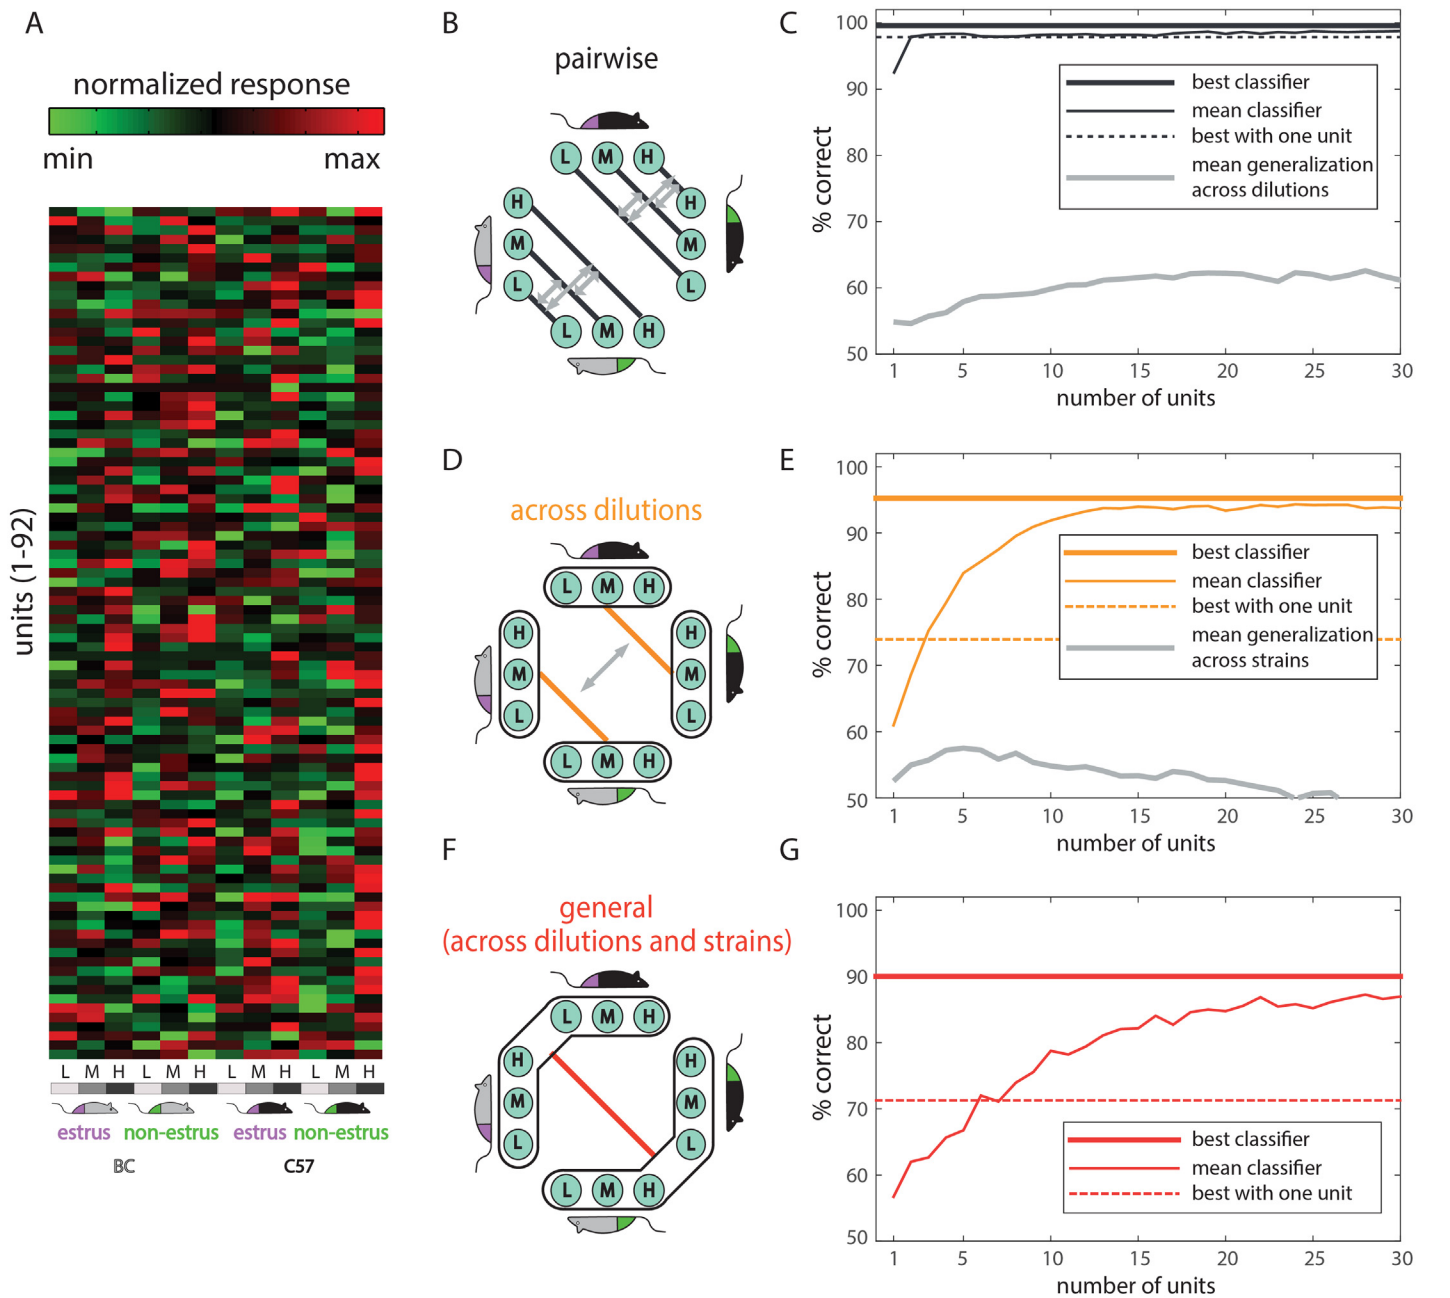 A
normalized response
min max
units (1-92)
L M H L M H L M H L M H
estrus non-estrus estrus non-estrus
BC C57
B
pairwise
L M H
H H
M M
L L
L M H
C
100
90
80
70
60
50
% correct
best classifier
mean classifier
best with one unit
mean generalization
across dilutions
1 5 10 15 20 25 30
number of units
D
across dilutions
L M H
H H
M M
L L
L M H
E
100
90
80
70
60
50
% correct
best classifier
mean classifier
best with one unit
mean generalization
across strains
1 5 10 15 20 25 30
number of units
F
general
(across dilutions and strains)
L M H
H H
M M
L L
L M H
G
100
90
80
70
60
50
% correct
best classifier
mean classifier
best with one unit
1 5 10 15 20 25 30
number of units